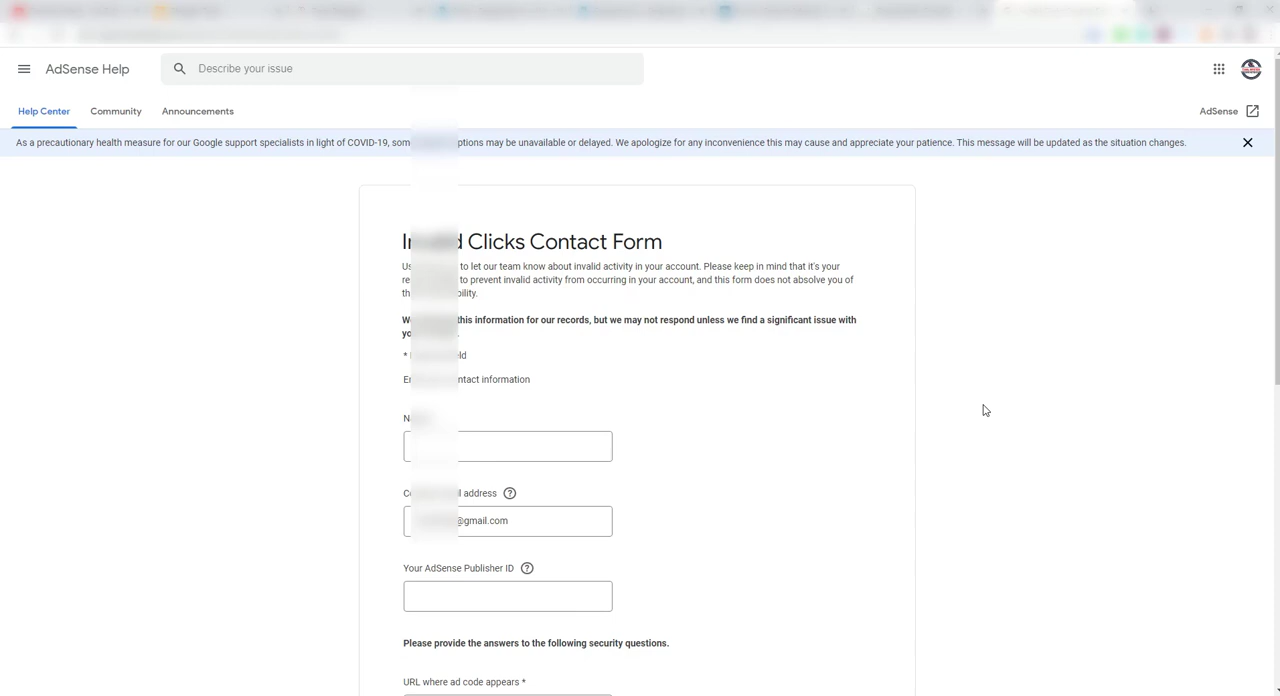 AdSense Help
Describe your issue
Help Center Community Announcements AdSense
As a precautionary health measure for our Google support specialists in light of COVID-19, some options may be unavailable or delayed. We apologize for any inconvenience this may cause and appreciate your patience. This message will be updated as the situation changes.
Invalid Clicks Contact Form
to let our team know about invalid activity in your account. Please keep in mind that it's your
to prevent invalid activity from occurring in your account, and this form does not absolve you of
this information for our records, but we may not respond unless we find a significant issue with
*
contact information
address
@gmail.com
Your AdSense Publisher ID
Please provide the answers to the following security questions.
URL where ad code appears *